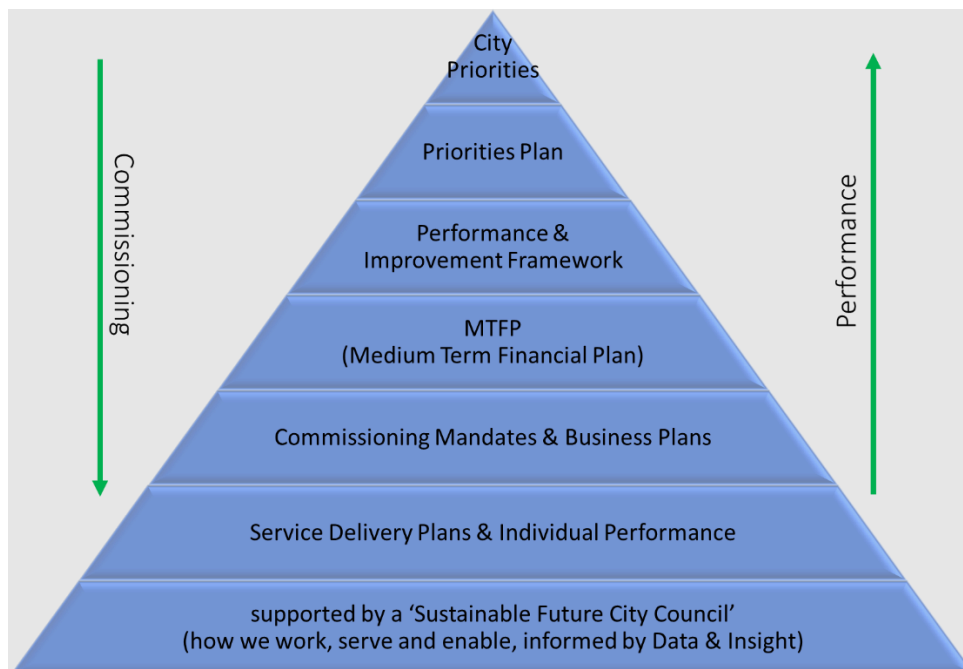 City
Priorities
Priorities Plan
Performance &
Improvement Framework
MTFP
(Medium Term Financial Plan)
Commissioning Mandates & Business Plans
Service Delivery Plans & Individual Performance
supported by a ‘Sustainable Future City Council’
(how we work, serve and enable, informed by Data & Insight)
Commissioning
Performance